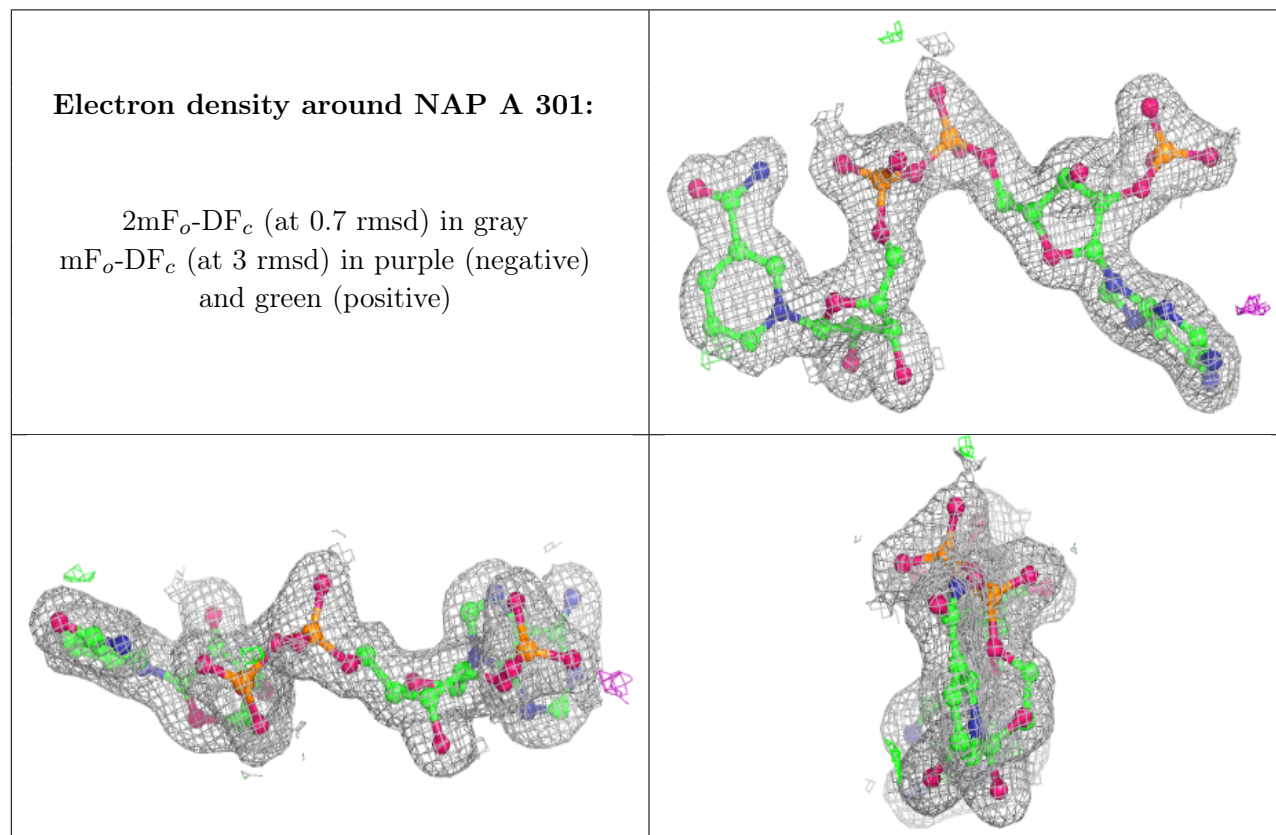 Electron density around NAP A 301:
2mFo-DFc (at 0.7 rmsd) in gray
mFo-DFc (at 3 rmsd) in purple (negative)
and green (positive)